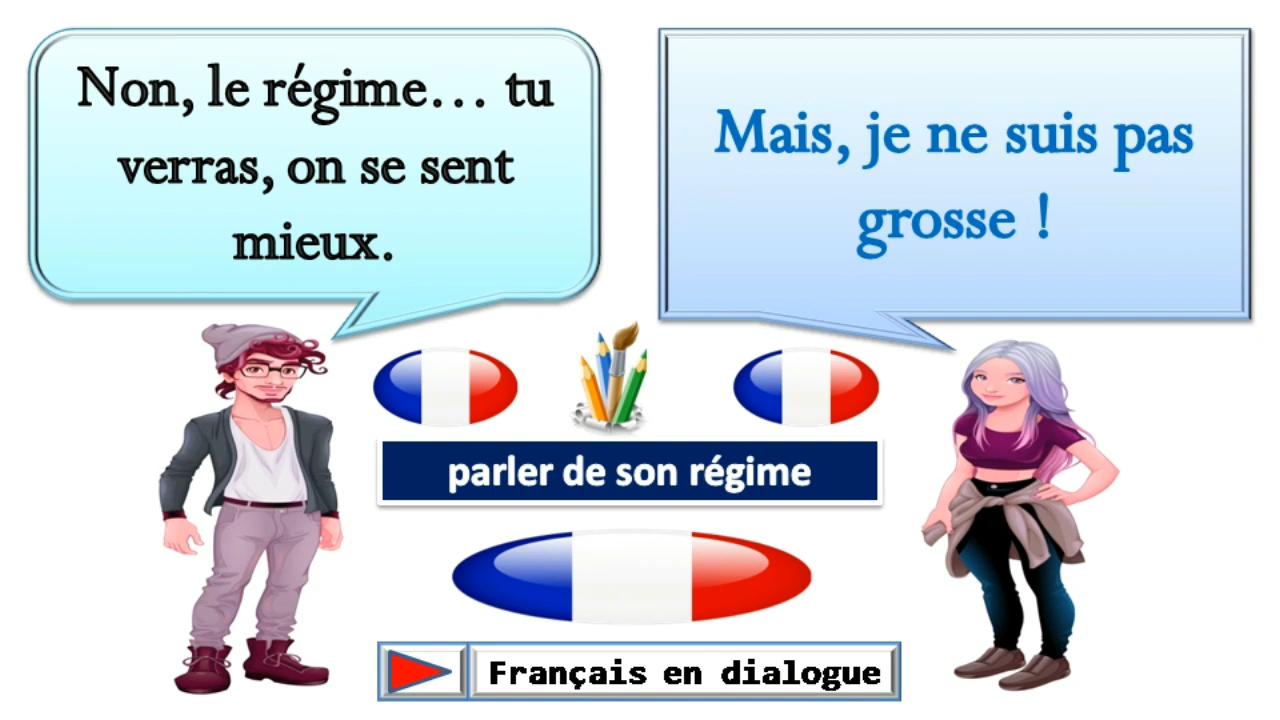 Non, le régime... tu
verras, on se sent
mieux.
Mais, je ne suis pas
grosse !
parler de son régime
Français en dialogue